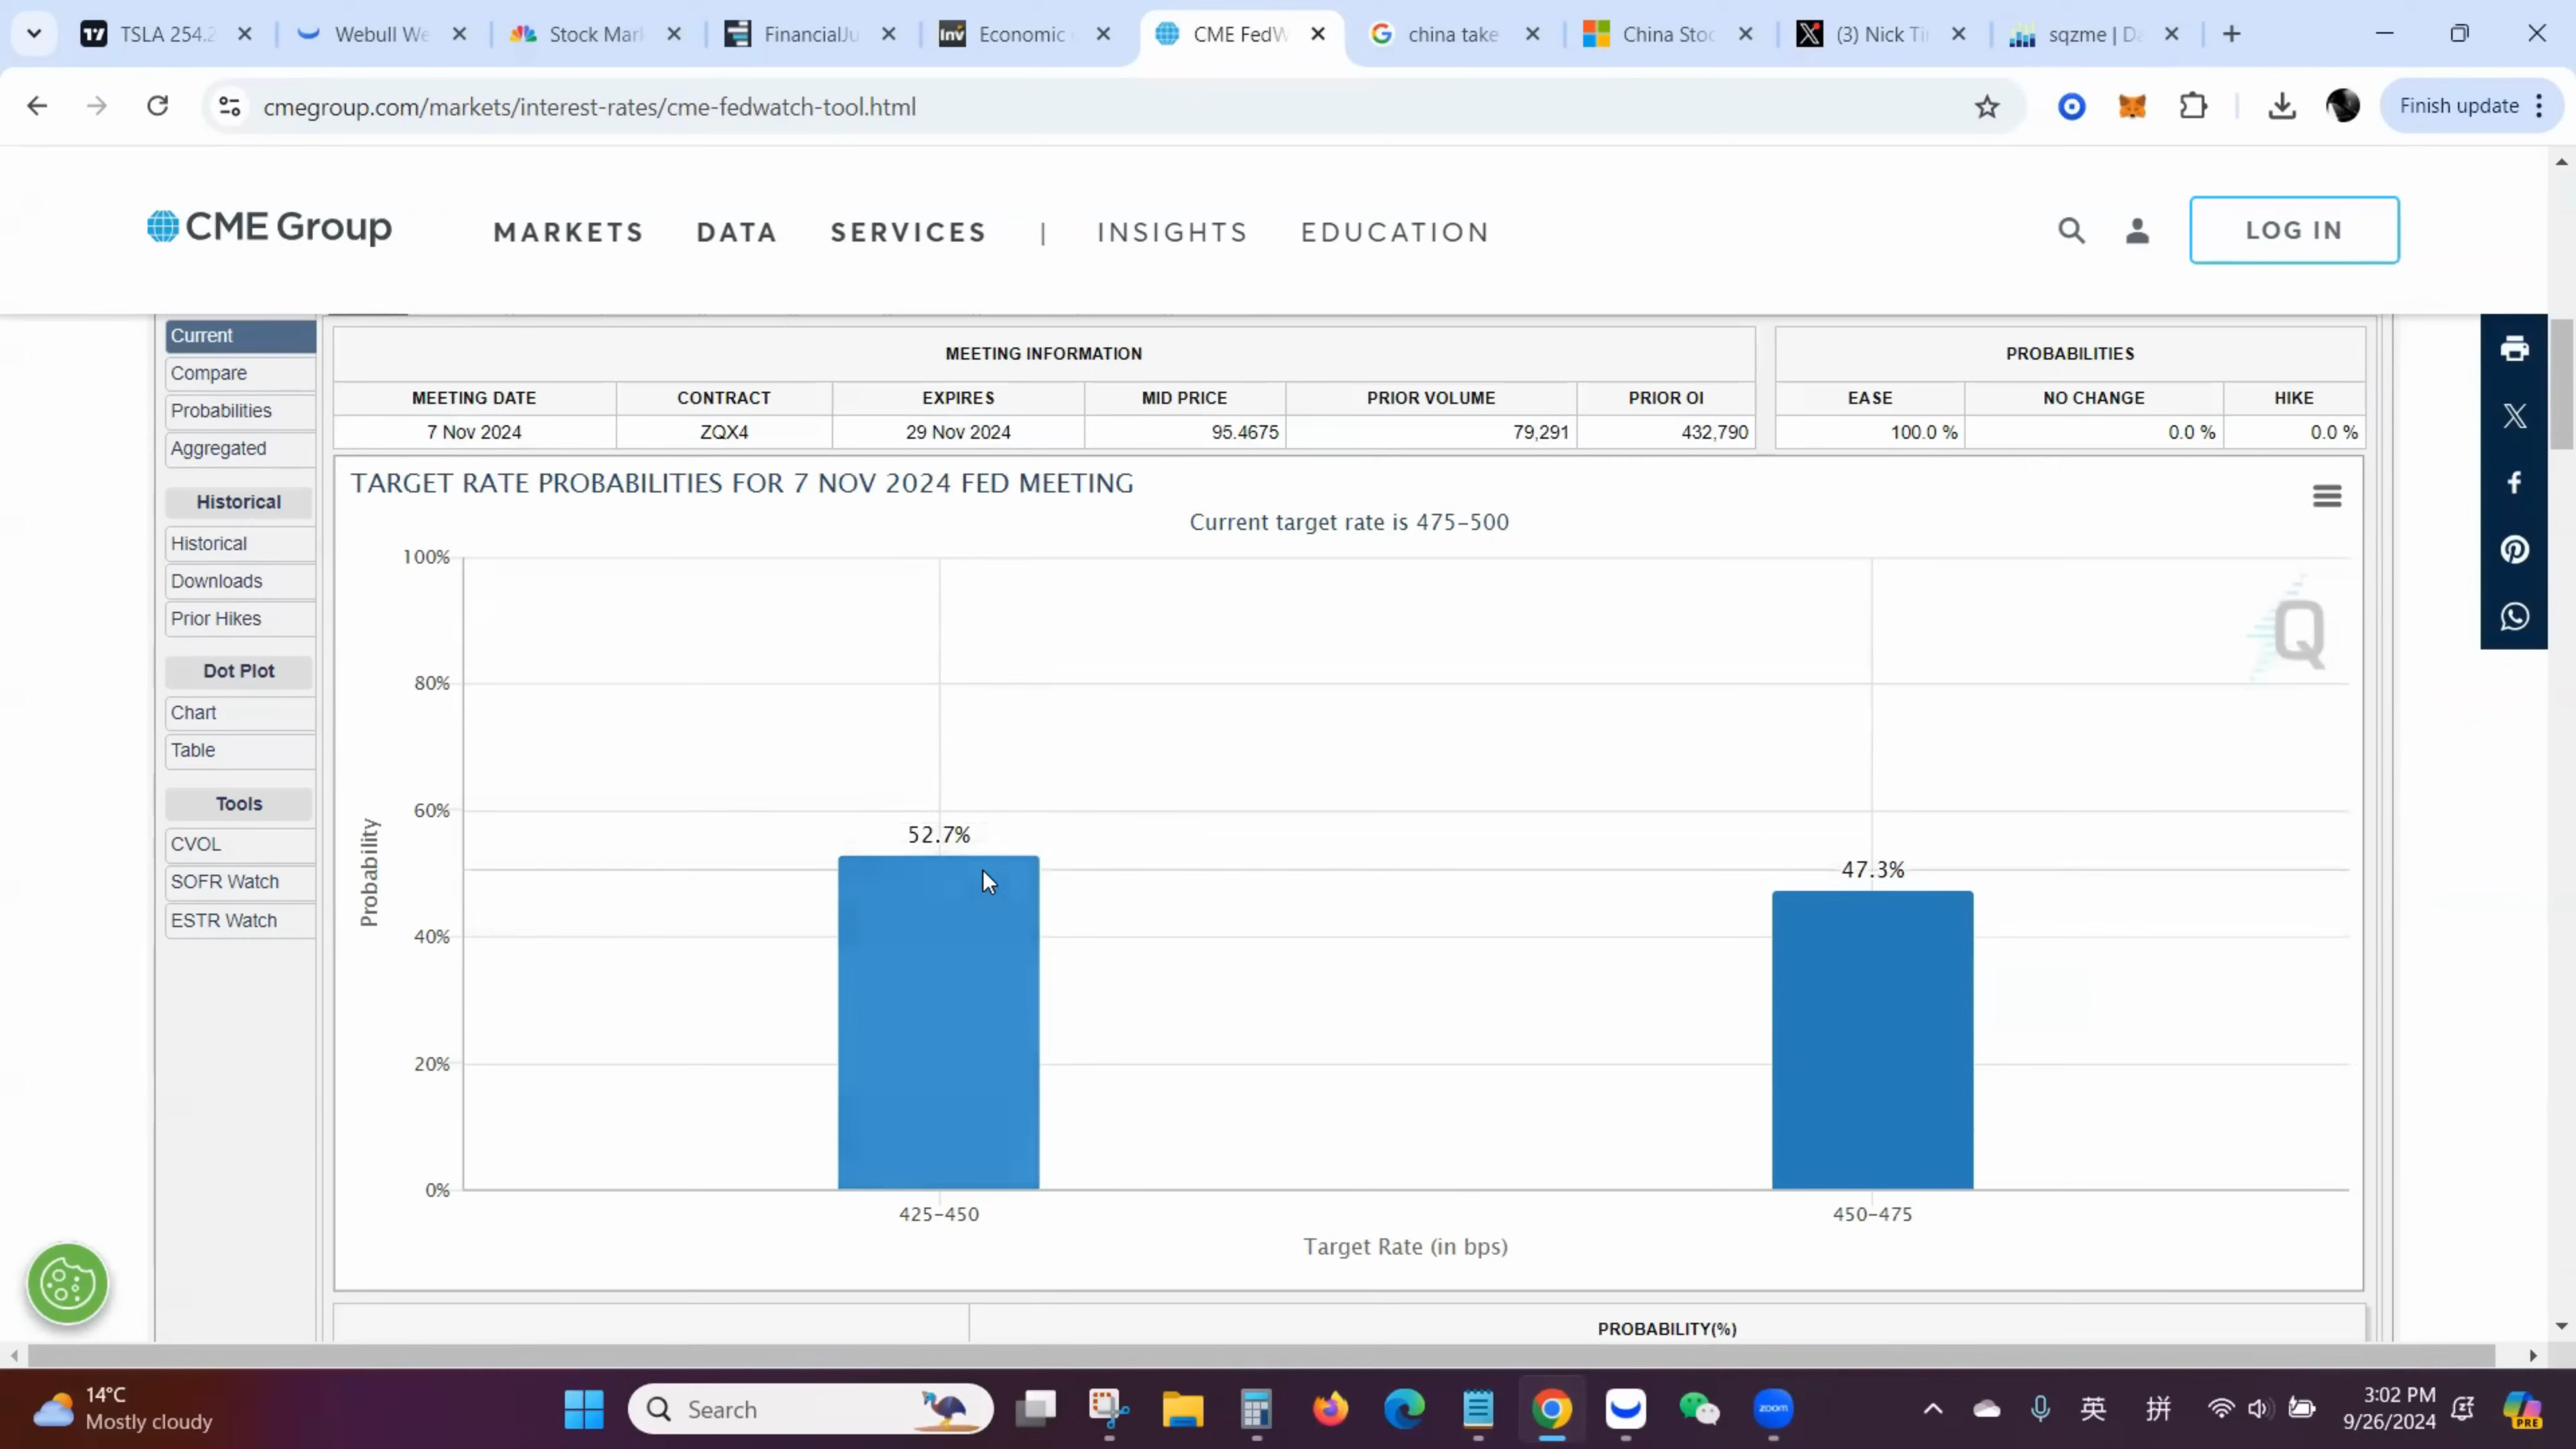 TSLA 254.2
Webull We
Stock Mar
FinancialJu
Economic
CME FedW
china take
China Stoc
(3) Nick Ti
sqzme | Da
cmegroup.com/markets/interest-rates/cme-fedwatch-tool.html
Finish update
CME Group
MARKETS DATA SERVICES | INSIGHTS EDUCATION
LOG IN
Current
Compare
Probabilities
Aggregated
Historical
Historical
Downloads
Prior Hikes
Dot Plot
Chart
Table
Tools
CVOL
SOFR Watch
ESTR Watch
MEETING INFORMATION
MEETING DATE CONTRACT EXPIRES MID PRICE PRIOR VOLUME PRIOR OI
7 Nov 2024 ZQX4 29 Nov 2024 95.4675 79,291 432,790
PROBABILITIES
EASE NO CHANGE HIKE
100.0 % 0.0 % 0.0 %
TARGET RATE PROBABILITIES FOR 7 NOV 2024 FED MEETING
Current target rate is 475-500
Probability
100%
80%
60%
40%
20%
0%
52.7%
47.3%
425-450
450-475
Target Rate (in bps)
Q
PROBABILITY(%)
14°C
Mostly cloudy
Search
zoom
英
拼
3:02 PM
9/26/2024
PRE